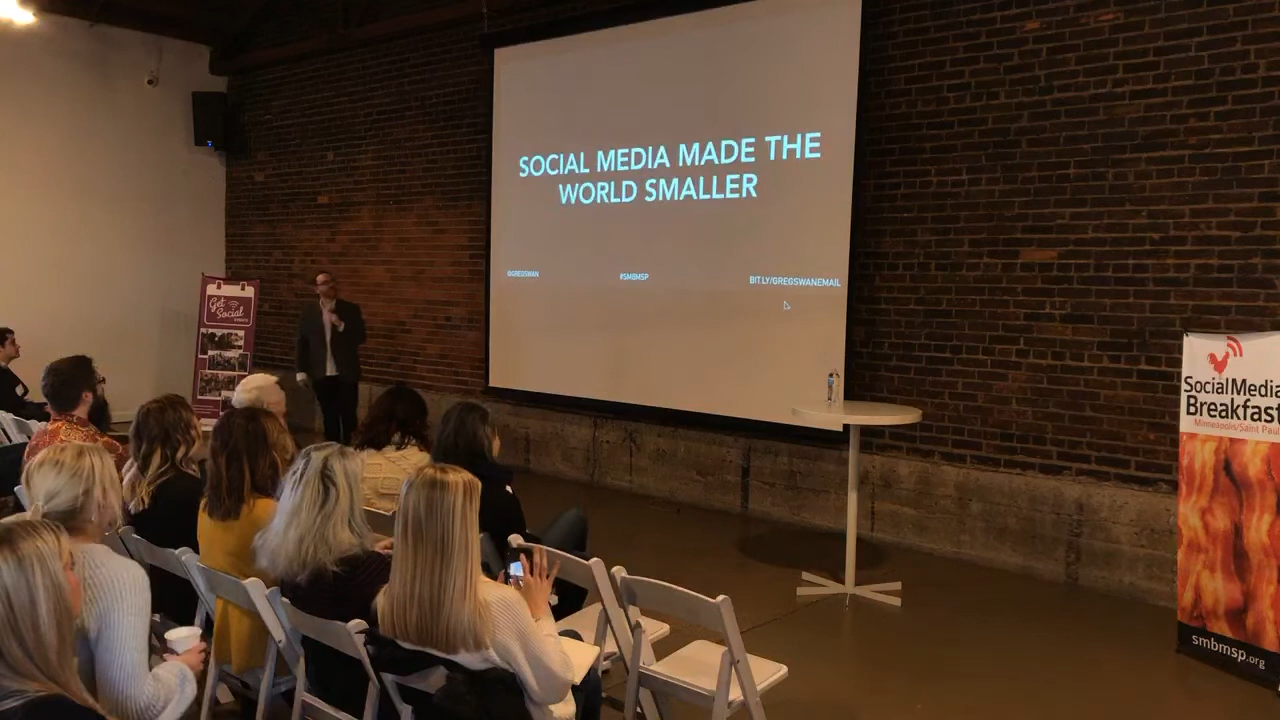 SOCIAL MEDIA MADE THE
WORLD SMALLER
@GREGSWAN
#SMBMSP
BIT.LY/GREGSWANEMAIL
Get
Social
Social Media
Breakfast
Minneapolis/Saint Paul
smbmsp.org